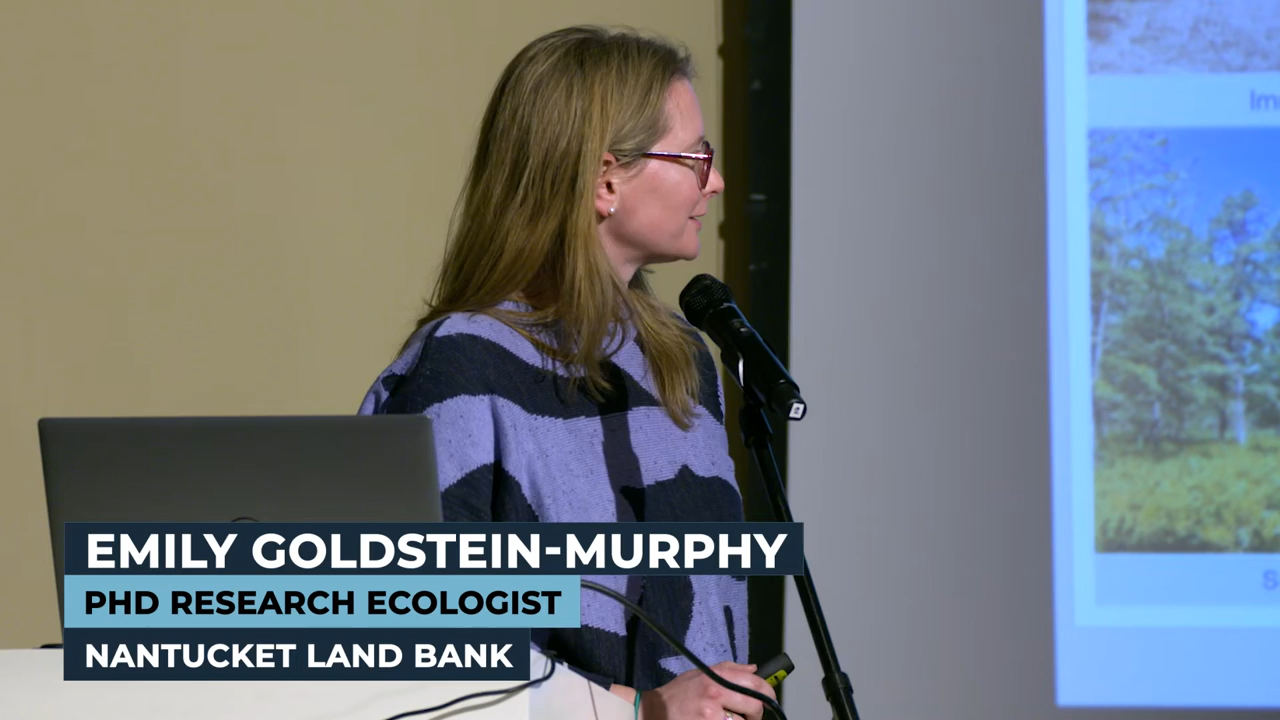 EMILY GOLDSTEIN-MURPHY
PHD RESEARCH ECOLOGIST
NANTUCKET LAND BANK